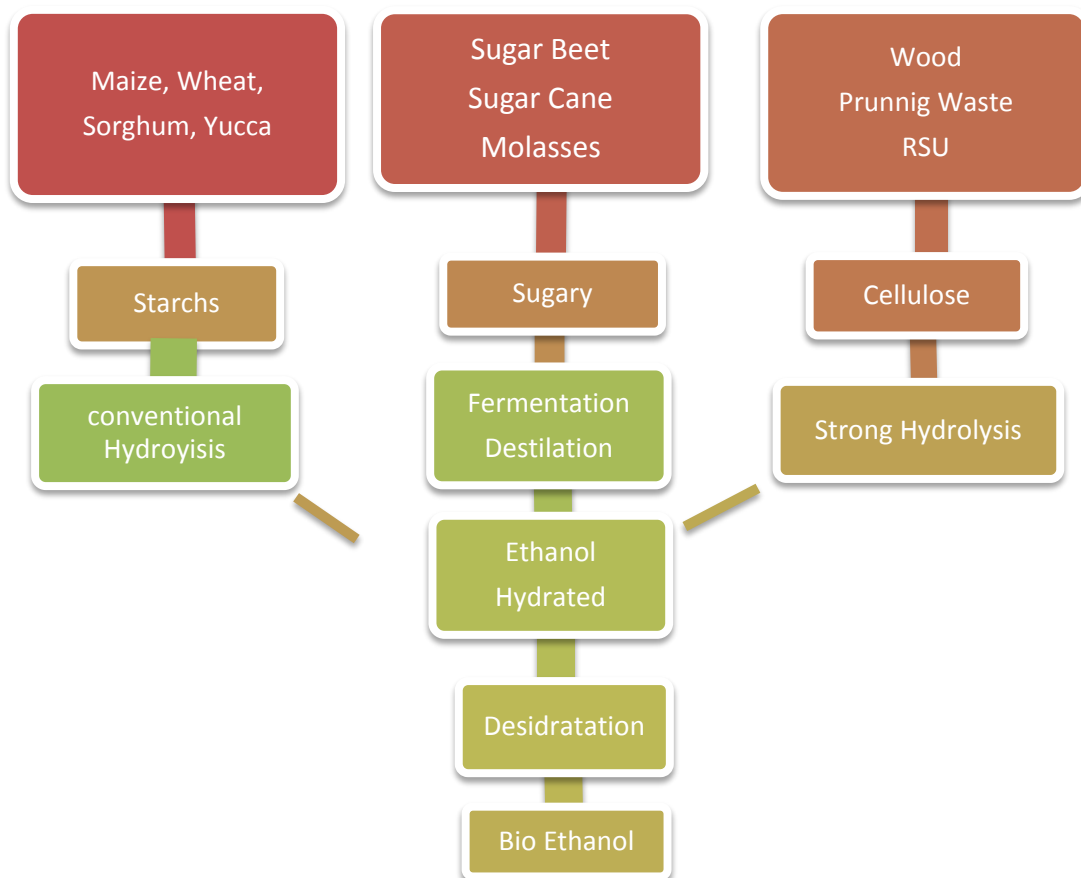 Maize, Wheat,
Sorghum, Yucca
Sugar Beet
Sugar Cane
Molasses
Wood
Prunnig Waste
RSU
Starchs
Sugary
Cellulose
conventional
Hydroyisis
Fermentation
Destilation
Strong Hydrolysis
Ethanol
Hydrated
Desidratation
Bio Ethanol